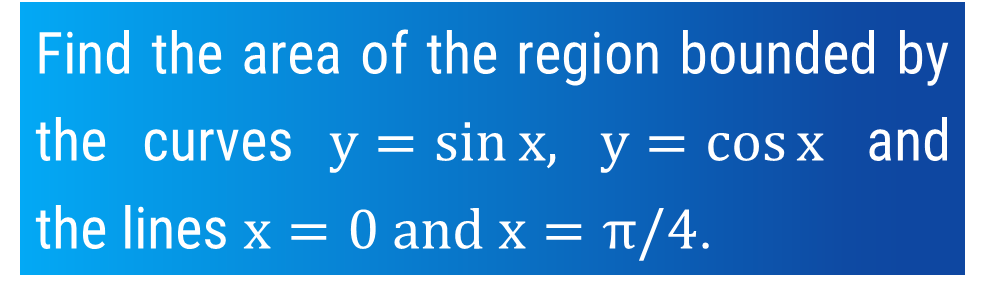 Find the area of the region bounded by
the curves y = sin x, y = cos x and
the lines x = 0 and x = π/4.